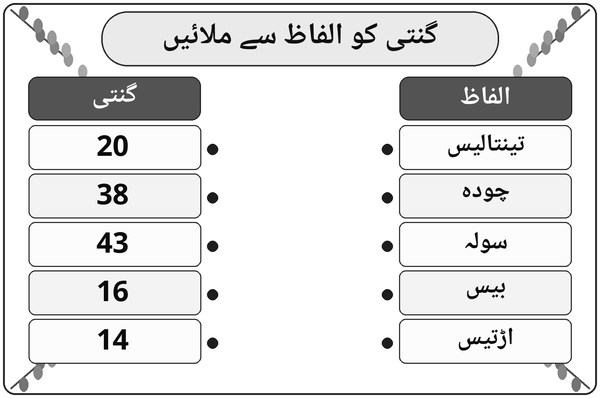 گنتی کو الفاظ سے ملائیں
الفاظ
گنتی
تینتالیس
20
چودہ
38
سولہ
43
بیس
16
اڑتیس
14